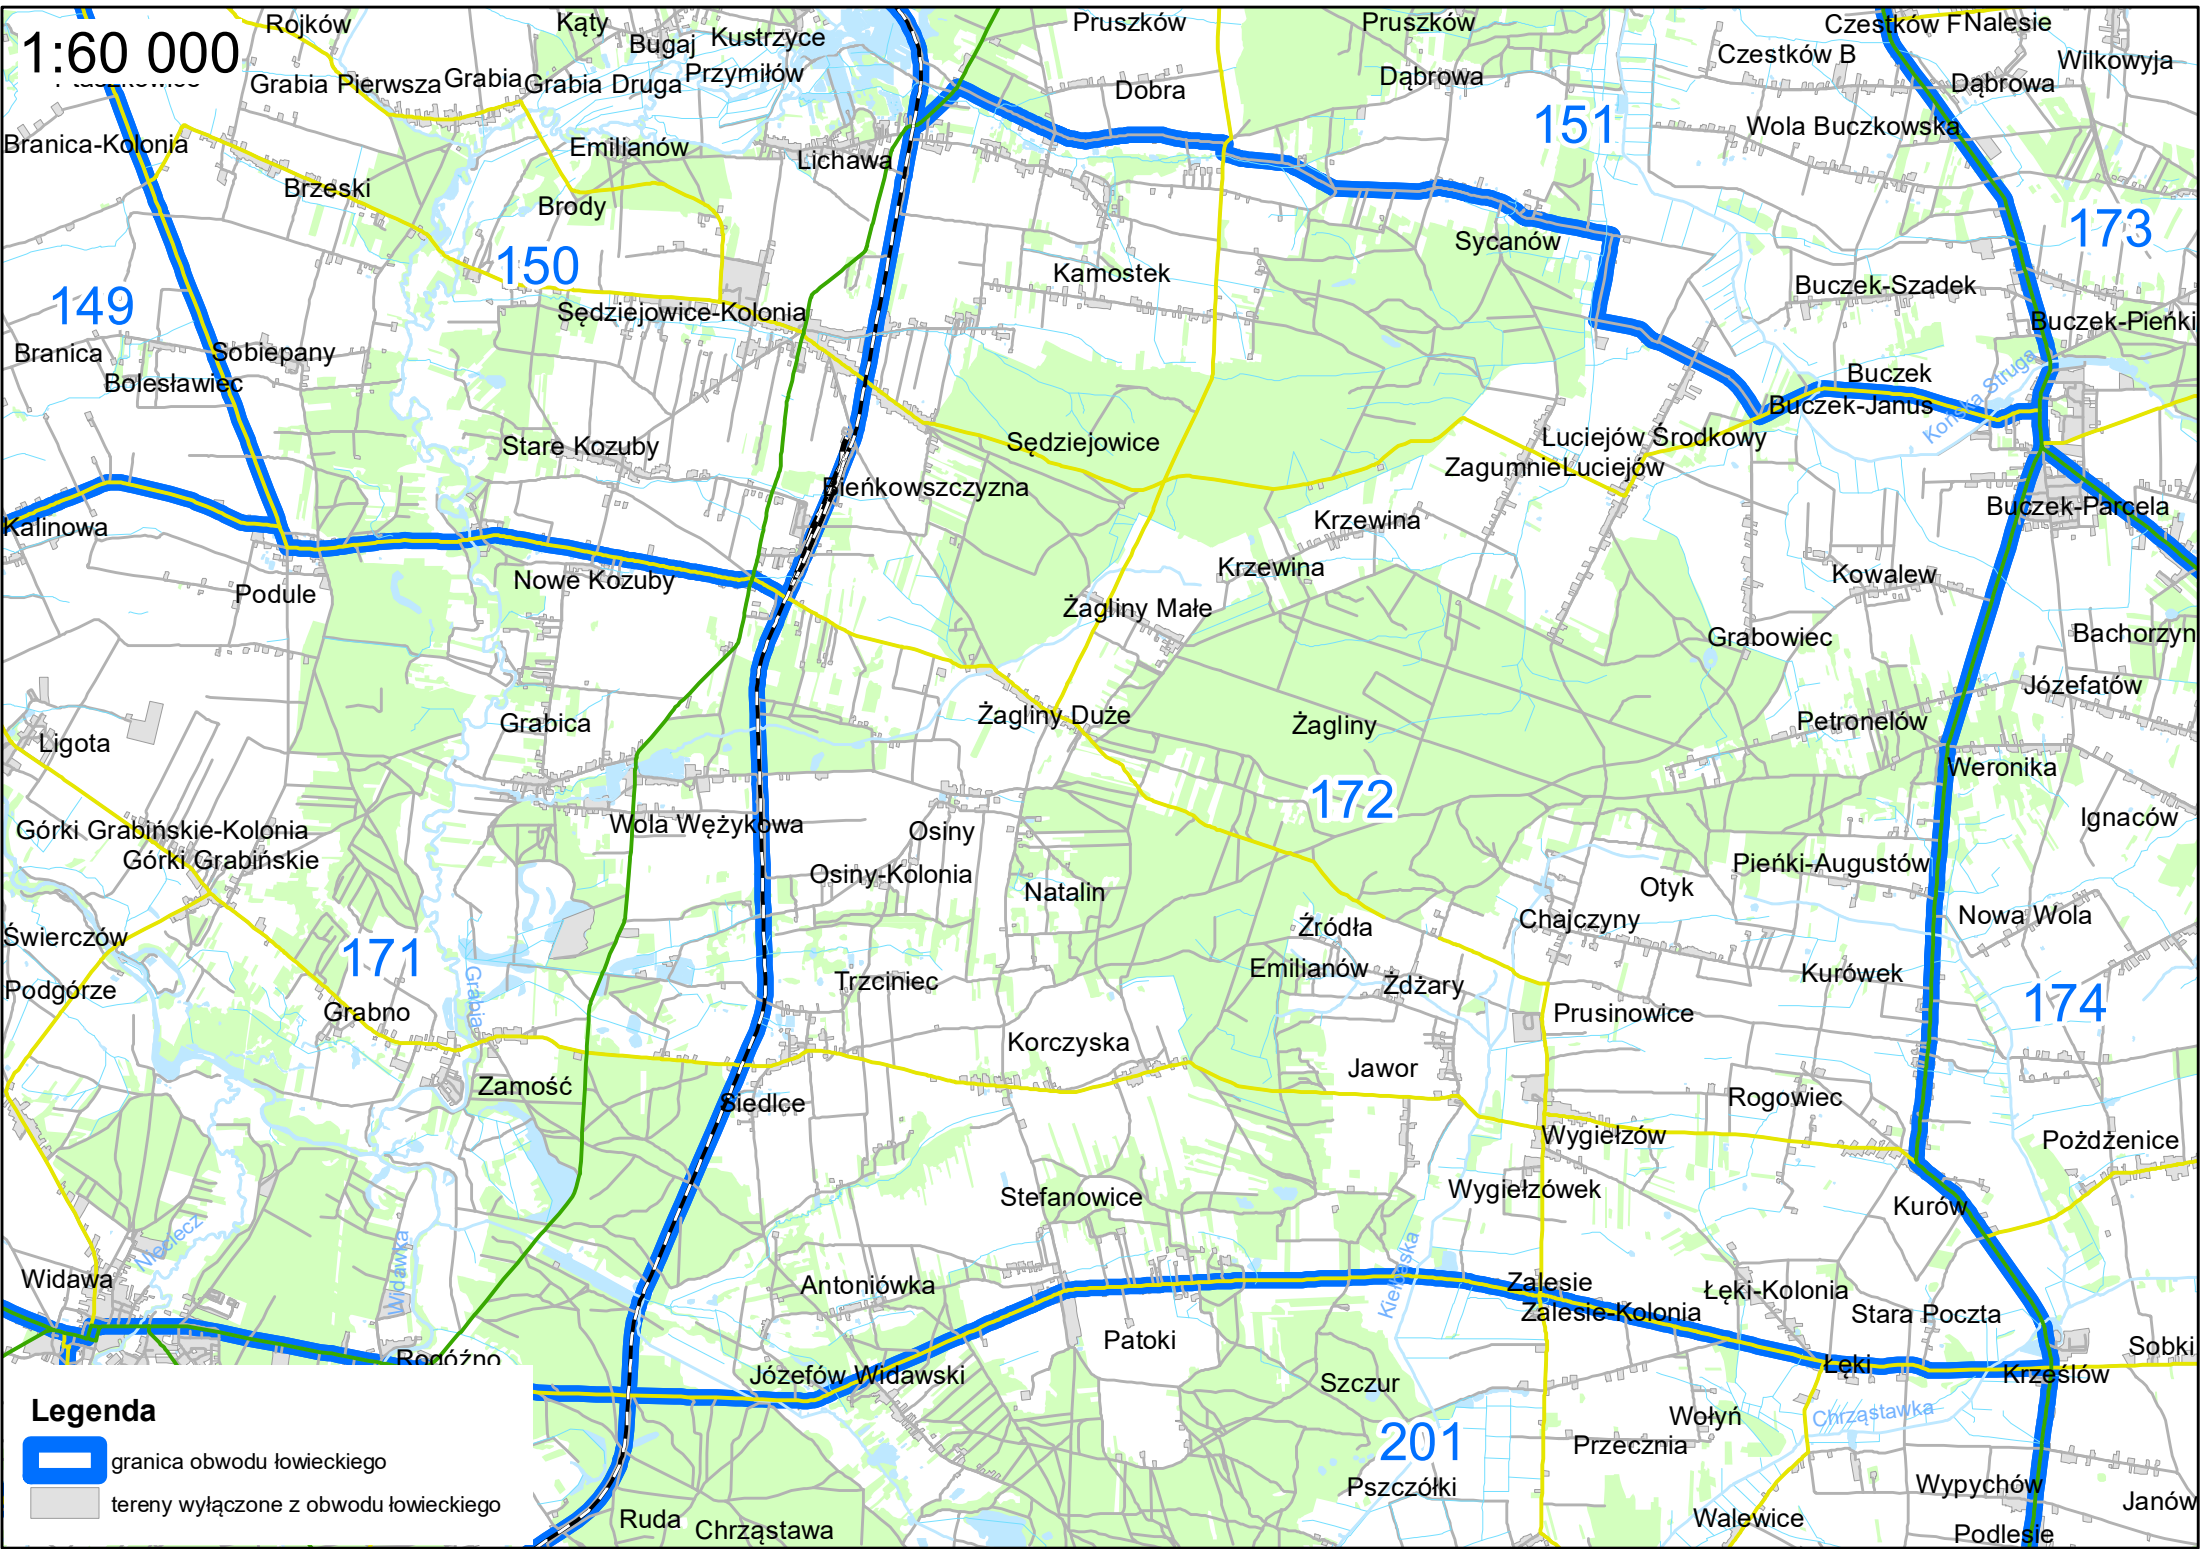 1:60 000
Rojków
Kąty
Bugaj
Kustrzyce
Pruszków
Pruszków
Czestków F
Nalesie
Czestków B
Wilkowyja
Grabia Pierwsza
Grabia
Grabia Druga
Przymiłów
Dobra
Dąbrowa
Dąbrowa
151
Wola Buczkowska
Branica-Kolonia
Emilianów
Lichawa
Brzeski
Brody
173
Sycanów
150
Kamostek
Buczek-Szadek
149
Sędziejowice-Kolonia
Buczek-Pieńki
Branica
Sobiepany
Bolesławiec
Buczek
Końska Struga
Buczek-Janus
Stare Kozuby
Sędziejowice
Luciejów Środkowy
Zagumnie
Luciejów
Bieńkowszczyzna
Buczek-Parcela
Kalinowa
Krzewina
Krzewina
Nowe Kozuby
Kowalew
Podule
Żagliny Małe
Grabowiec
Bachorzyn
Józefatów
Grabica
Żagliny Duże
Żagliny
Petronelów
Ligota
Weronika
172
Górki Grabińskie-Kolonia
Wola Wężykowa
Osiny
Ignaców
Górki Grabińskie
Osiny-Kolonia
Natalin
Pieńki-Augustów
Otyk
Chajczyny
Nowa Wola
Świerczów
171
Źródła
Emilianów
Żdżary
Kurówek
Podgórze
Grabia
Trzciniec
174
Grabno
Prusinowice
Korczyska
Jawor
Zamość
Siedlce
Rogowiec
Wygiełzów
Pożdżenice
Stefanowice
Wygiełzówek
Kurów
Nieciecz
Widawka
Kiełbaska
Widawa
Antoniówka
Zalesie
Łęki-Kolonia
Zalesie-Kolonia
Stara Poczta
Patoki
Sobki
Rogóźno
Józefów Widawski
Szczur
Łęki
Krześlów
Legenda
Wołyń
Chrząstawka
201
Przecznia
granica obwodu łowieckiego
Pszczółki
Wypychów
tereny wyłączone z obwodu łowieckiego
Janów
Ruda
Chrząstawa
Walewice
Podlesie